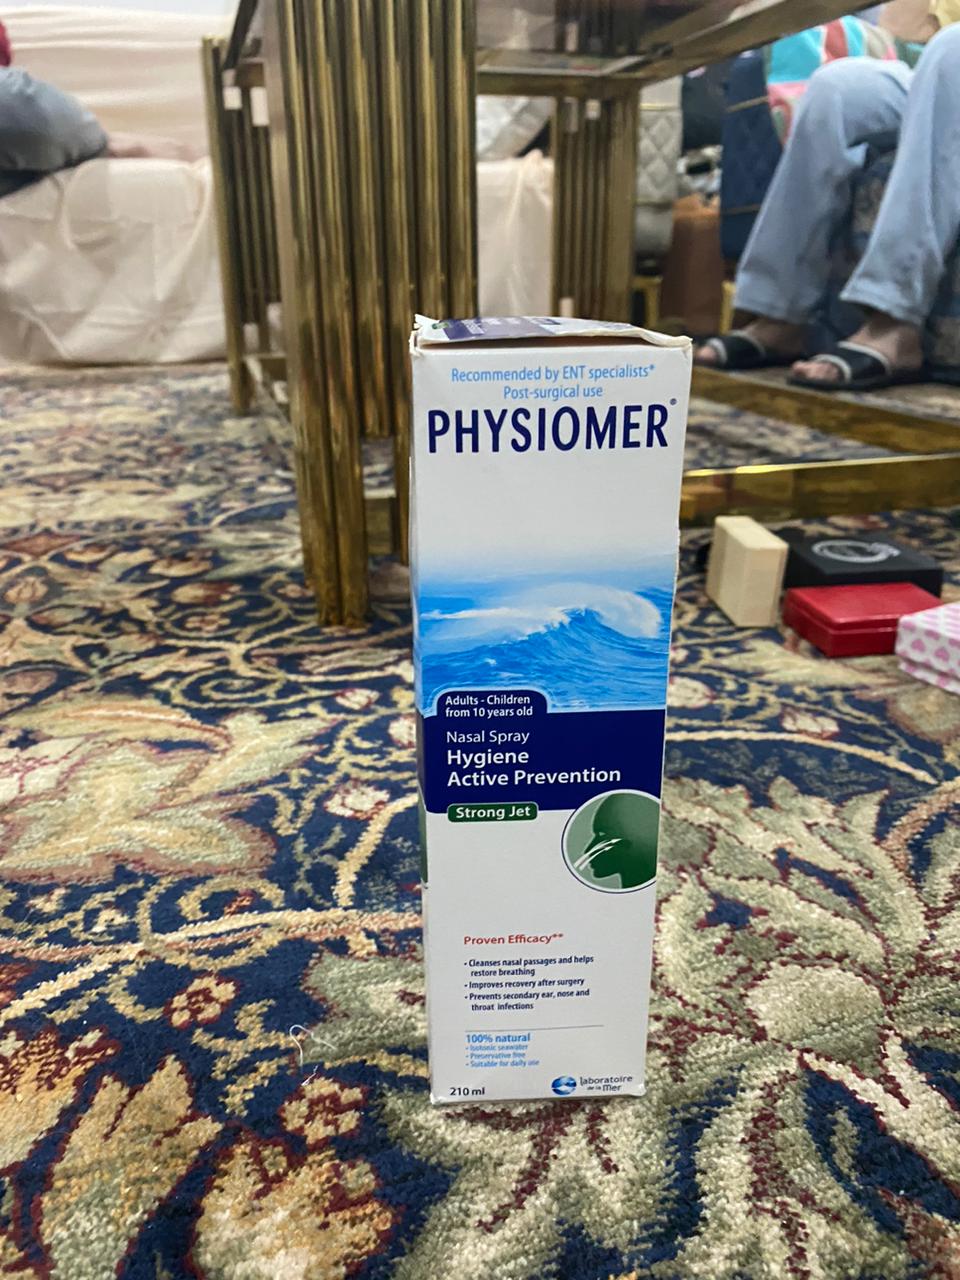 Recommended by ENT specialists*
Post-surgical use
PHYSIOMER®
Adults - Children
from 10 years old
Nasal Spray
Hygiene
Active Prevention
Strong Jet
Proven Efficacy**
• Cleanses nasal passages and helps
restore breathing
• Improves recovery after surgery
• Prevents secondary ear, nose and
throat infections
100% natural
• Isotonic seawater
• Preservative free
• Suitable for daily use
210 ml
laboratoire
de la mer